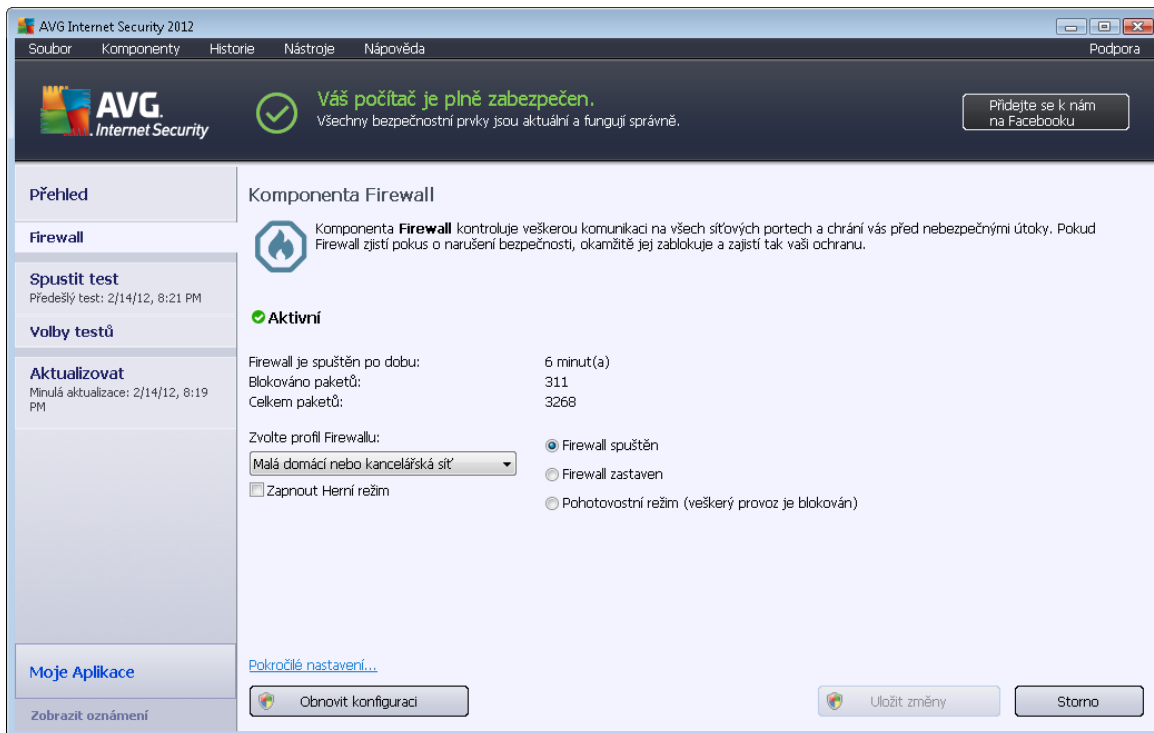 AVG Internet Security 2012
Soubor Komponenty Historie Nástroje Nápověda Podpora
AVG.
Internet Security
Váš počítač je plně zabezpečen.
Všechny bezpečnostní prvky jsou aktuální a fungují správně.
Přidejte se k nám
na Facebooku
Přehled
Firewall
Spustit test
Předešlý test: 2/14/12, 8:21 PM
Volby testů
Aktualizovat
Minulá aktualizace: 2/14/12, 8:19
PM
Moje Aplikace
Zobrazit oznámení
Komponenta Firewall
Komponenta Firewall kontroluje veškerou komunikaci na všech síťových portech a chrání vás před nebezpečnými útoky. Pokud
Firewall zjistí pokus o narušení bezpečnosti, okamžitě jej zablokuje a zajistí tak vaši ochranu.
Aktivní
Firewall je spuštěn po dobu: 6 minut(a)
Blokováno paketů: 311
Celkem paketů: 3268
Zvolte profil Firewallu:
Malá domácí nebo kancelářská síť
Zapnout Herní režim
Firewall spuštěn
Firewall zastaven
Pohotovostní režim (veškerý provoz je blokován)
Pokročilé nastavení...
Obnovit konfiguraci
Uložit změny
Storno